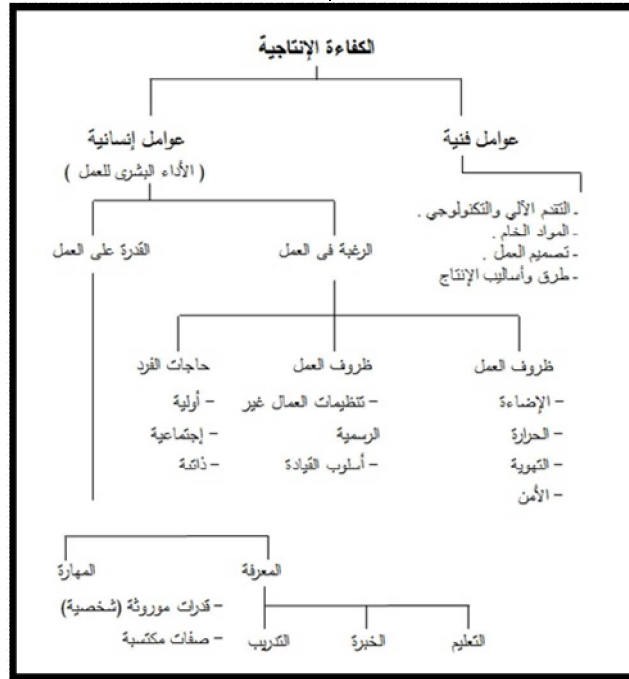 الكفاءة الإنتاجية
عوامل فنية
عوامل إنسانية
( الأداء البشرى للعمل )
- التقدم الآلي والتكنولوجي .
- المواد الخام .
- تصميم العمل .
- طرق وأساليب الإنتاج
الرغبة فى العمل
القدرة على العمل
ظروف العمل
- الإضاءة
- الحرارة
- التهوية
- الأمن
ظروف العمل
- تنظيمات العمال غير
الرسمية
- أسلوب القيادة
حاجات الفرد
- أولية
- إجتماعية
- ذاتية
المعرفة
المهارة
- قدرات موروثة (شخصية)
- صفات مكتسبة
التعليم
الخبرة
التدريب